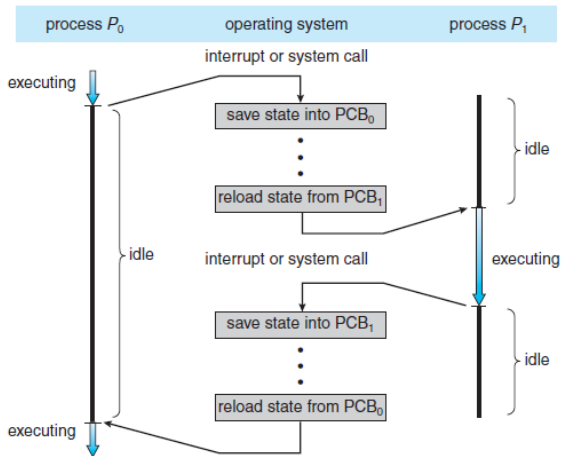 process P0 operating system process P1
interrupt or system call
executing
save state into PCB0
idle
reload state from PCB1
idle
interrupt or system call
executing
save state into PCB1
idle
reload state from PCB0
executing